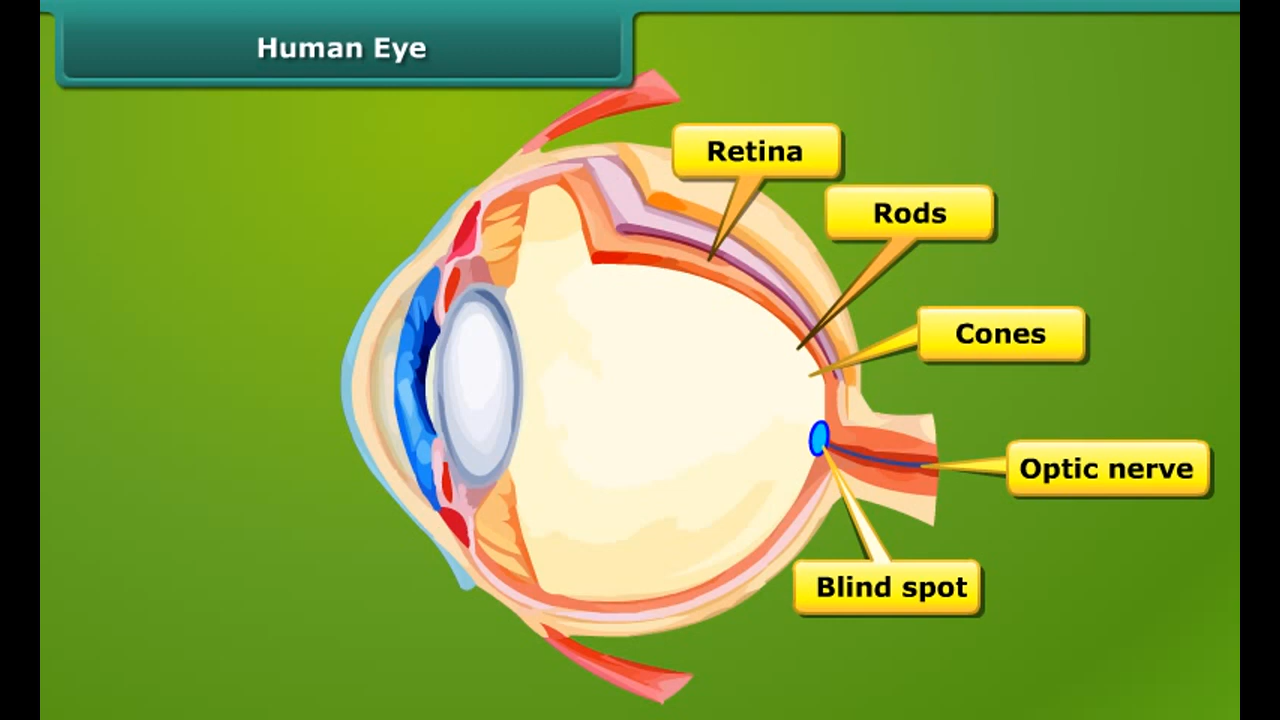 Human Eye
Retina
Rods
Cones
Optic nerve
Blind spot